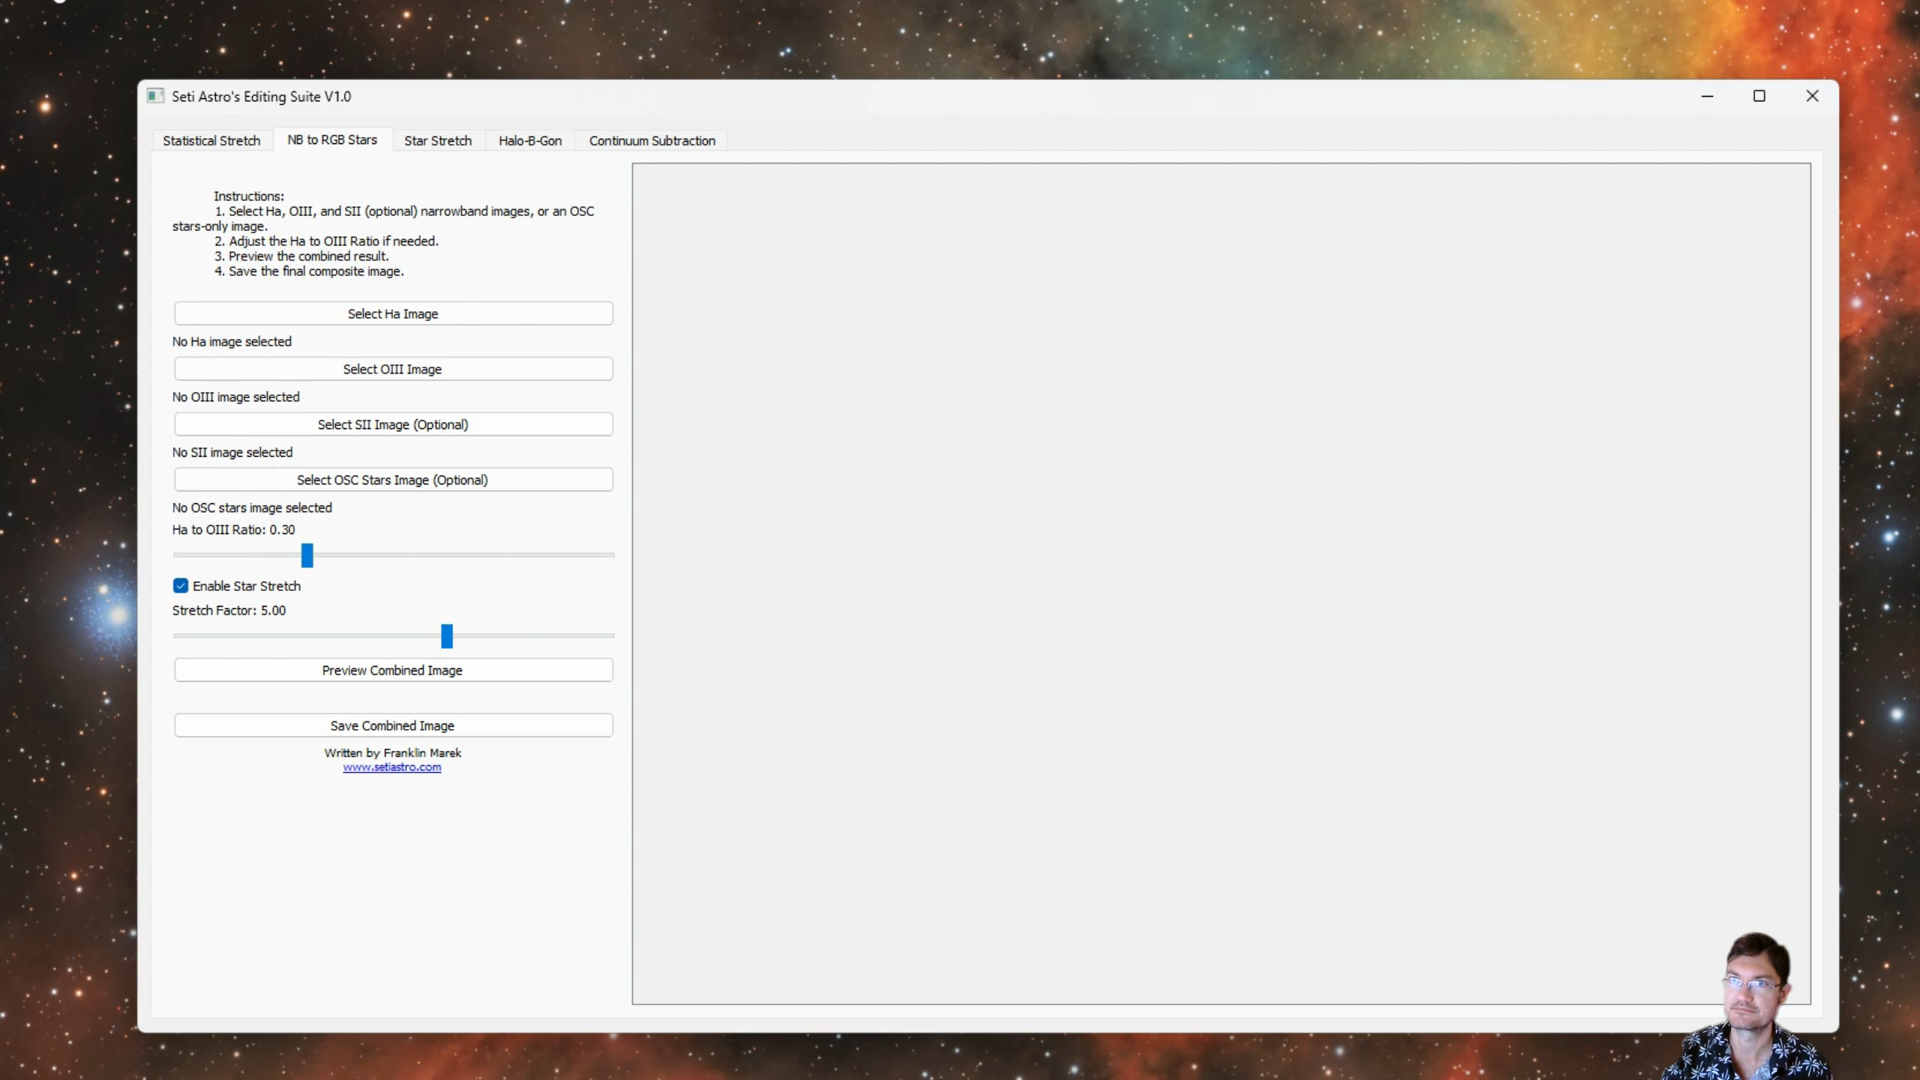 Seti Astro's Editing Suite V1.0
Statistical Stretch
NB to RGB Stars
Star Stretch
Halo-B-Gon
Continuum Subtraction
Instructions:
1. Select Ha, OIII, and SII (optional) narrowband images, or an OSC
stars-only image.
2. Adjust the Ha to OIII Ratio if needed.
3. Preview the combined result.
4. Save the final composite image.
Select Ha Image
No Ha image selected
Select OIII Image
No OIII image selected
Select SII Image (Optional)
No SII image selected
Select OSC Stars Image (Optional)
No OSC stars image selected
Ha to OIII Ratio: 0.30
Enable Star Stretch
Stretch Factor: 5.00
Preview Combined Image
Save Combined Image
Written by Franklin Marek
www.setiastro.com